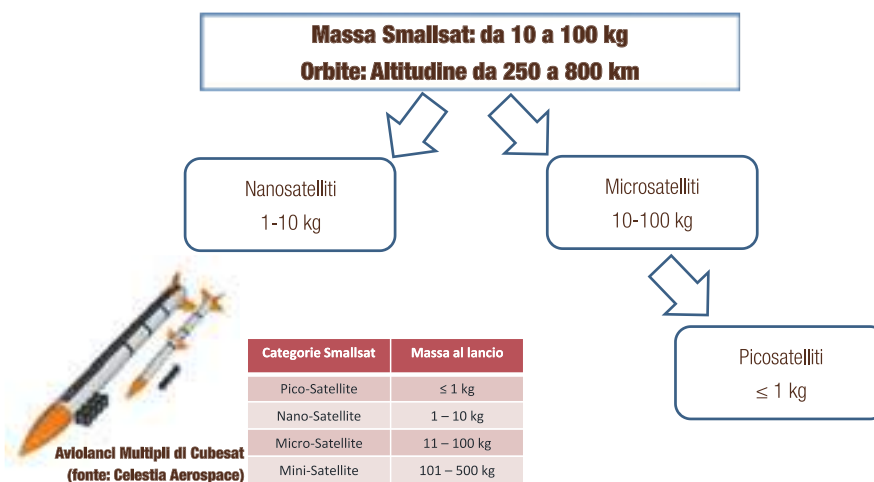 Massa Smallsat: da 10 a 100 kg
Orbite: Altitudine da 250 a 800 km
Nanosatelliti
1-10 kg
Microsatelliti
10-100 kg
Picosatelliti
≤ 1 kg
Categorie Smallsat Massa al lancio
Pico-Satellite ≤ 1 kg
Nano-Satellite 1 – 10 kg
Micro-Satellite 11 – 100 kg
Mini-Satellite 101 – 500 kg
Aviolanci Multipli di Cubesat
(fonte: Celestia Aerospace)